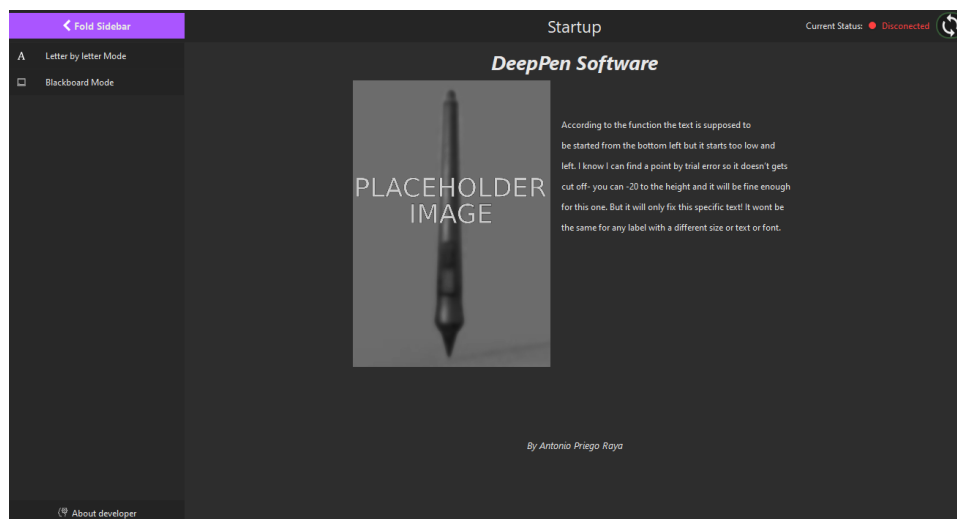 Fold Sidebar
Startup
Current Status:
Disconected
A
Letter by letter Mode
Blackboard Mode
DeepPen Software
PLACEHOLDER
IMAGE
According to the function the text is supposed to
be started from the bottom left but it starts too low and
left. I know I can find a point by trial error so it doesn't gets
cut off- you can -20 to the height and it will be fine enough
for this one. But it will only fix this specific text! It wont be
the same for any label with a different size or text or font.
By Antonio Priego Raya
About developer